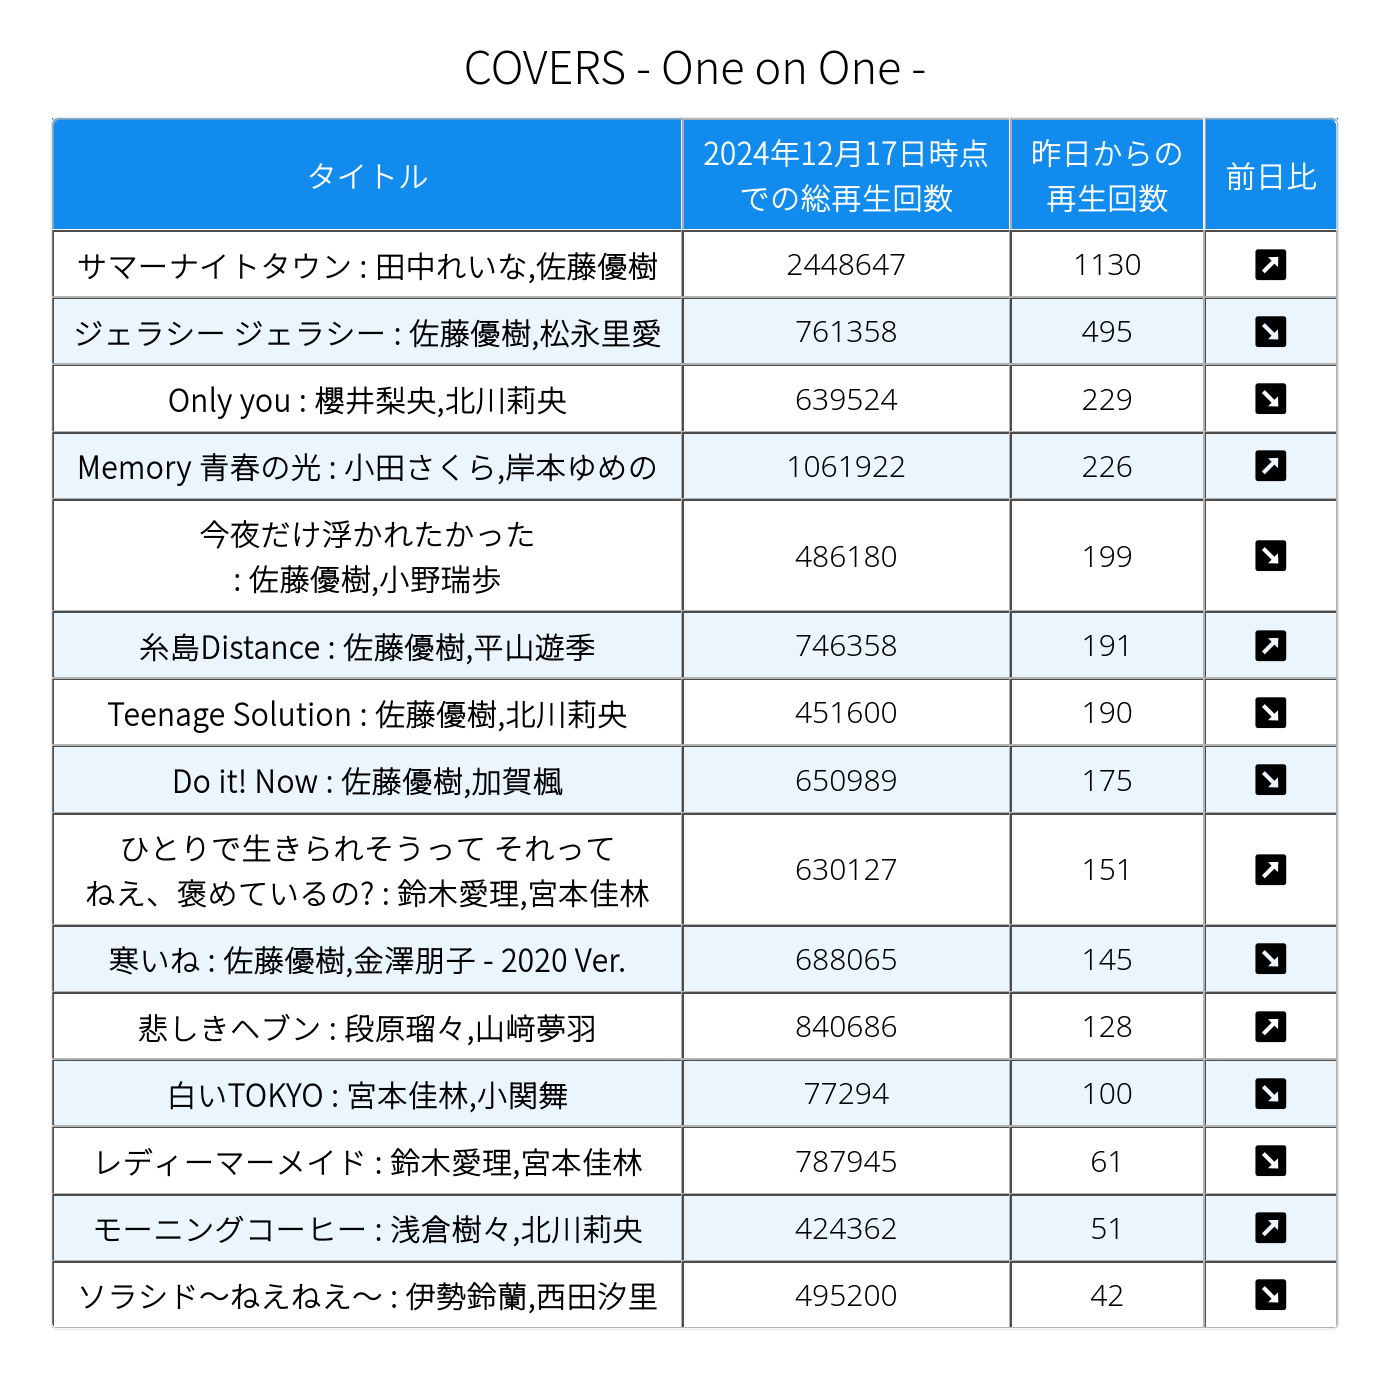 COVERS - One on One -
タイトル
2024年12月17日時点
での総再生回数
昨日からの
再生回数
前日比
サマーナイトタウン : 田中れいな,佐藤優樹 2448647 1130
ジェラシー ジェラシー : 佐藤優樹,松永里愛 761358 495
Only you : 櫻井梨央,北川莉央 639524 229
Memory 青春の光 : 小田さくら,岸本ゆめの 1061922 226
今夜だけ浮かれたかった
: 佐藤優樹,小野瑞歩 486180 199
糸島Distance : 佐藤優樹,平山遊季 746358 191
Teenage Solution : 佐藤優樹,北川莉央 451600 190
Do it! Now : 佐藤優樹,加賀楓 650989 175
ひとりで生きられそうって それって
ねえ、褒めているの? : 鈴木愛理,宮本佳林 630127 151
寒いね : 佐藤優樹,金澤朋子 - 2020 Ver. 688065 145
悲しきヘブン : 段原瑠々,山﨑夢羽 840686 128
白いTOKYO : 宮本佳林,小関舞 77294 100
レディーマーメイド : 鈴木愛理,宮本佳林 787945 61
モーニングコーヒー : 浅倉樹々,北川莉央 424362 51
ソラシド～ねえねえ～ : 伊勢鈴蘭,西田汐里 495200 42